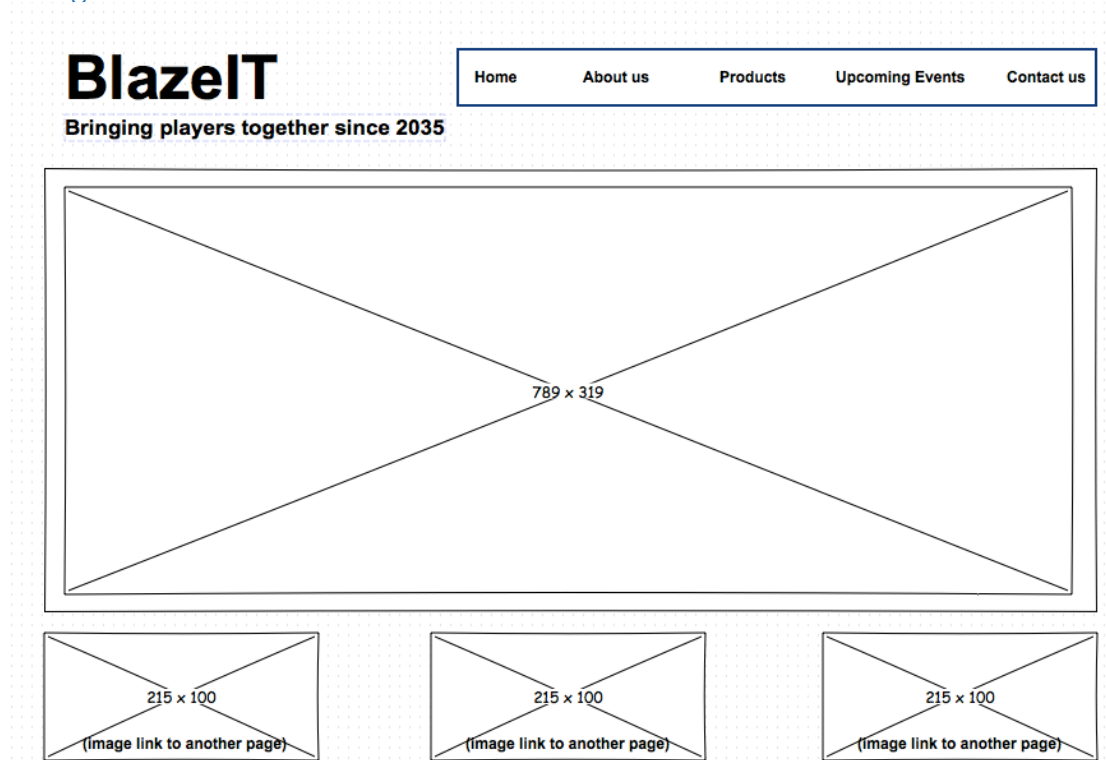 BlazeIT
Bringing players together since 2035
Home About us Products Upcoming Events Contact us
789 x 319
215 x 100 215 x 100 215 x 100
(image link to another page) (image link to another page) (image link to another page)